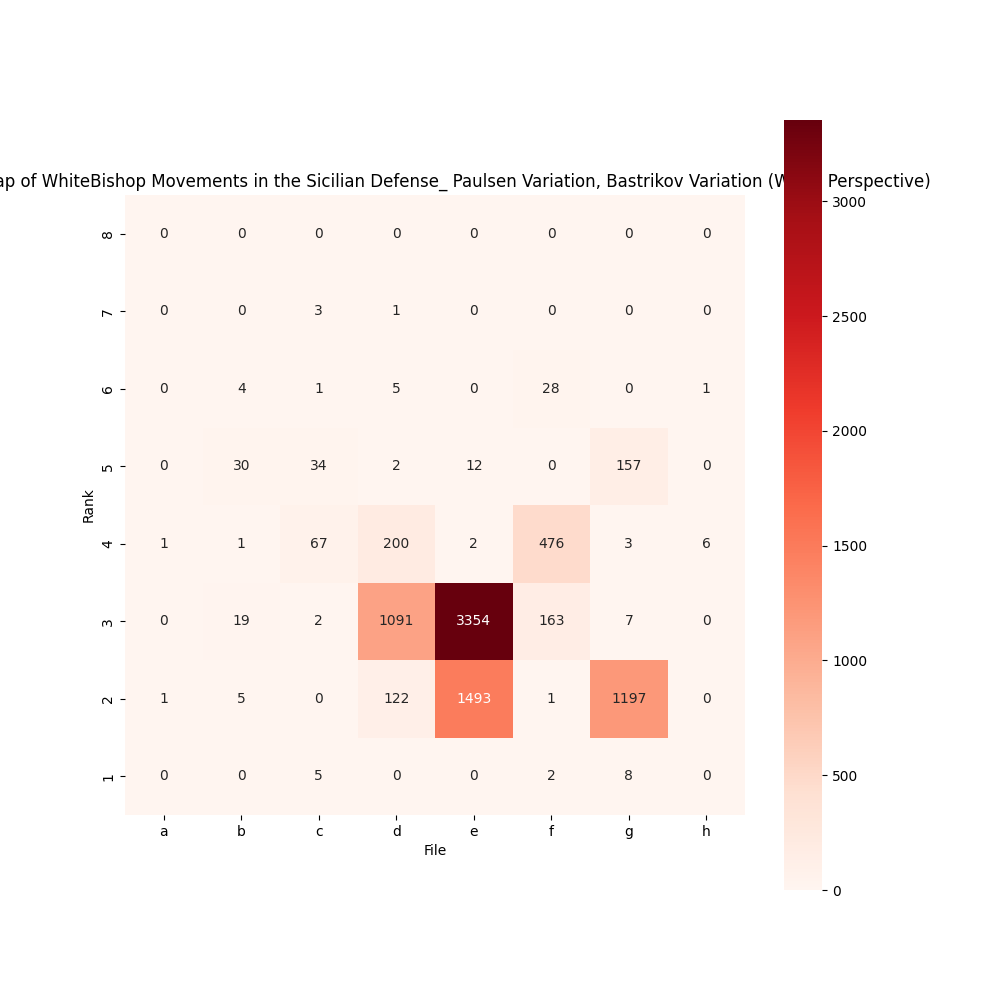 ap of WhiteBishop Movements in the Sicilian Defense_ Paulsen Variation, Bastrikov Variation (W Perspective)
8 0 0 0 0 0 0 0 0
7 0 0 3 1 0 0 0 0
6 0 4 1 5 0 28 0 1
5 0 30 34 2 12 0 157 0
4 1 1 67 200 2 476 3 6
3 0 19 2 1091 3354 163 7 0
2 1 5 0 122 1493 1 1197 0
1 0 0 5 0 0 2 8 0
a b c d e f g h
File
Rank
3000
2500
2000
1500
1000
500
0